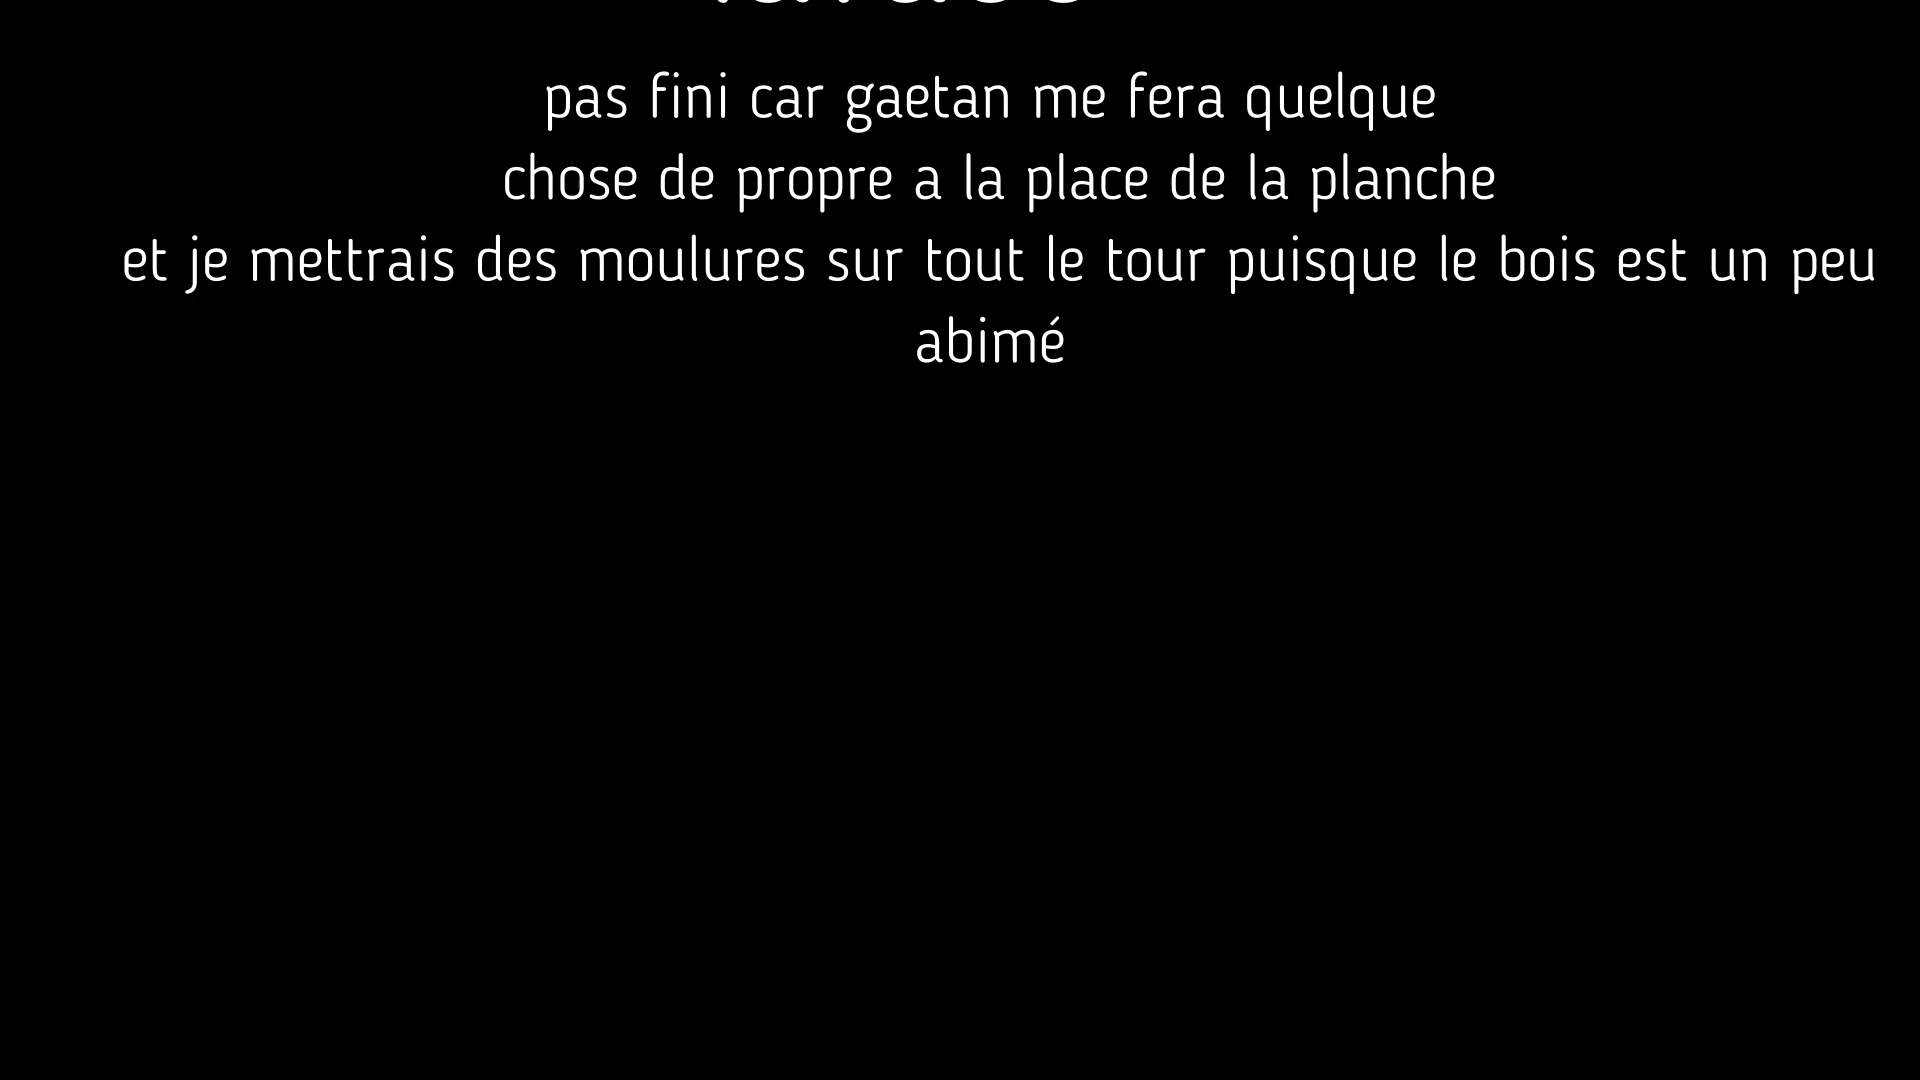 pas fini car gaetan me fera quelque
chose de propre a la place de la planche
et je mettrais des moulures sur tout le tour puisque le bois est un peu
abimé